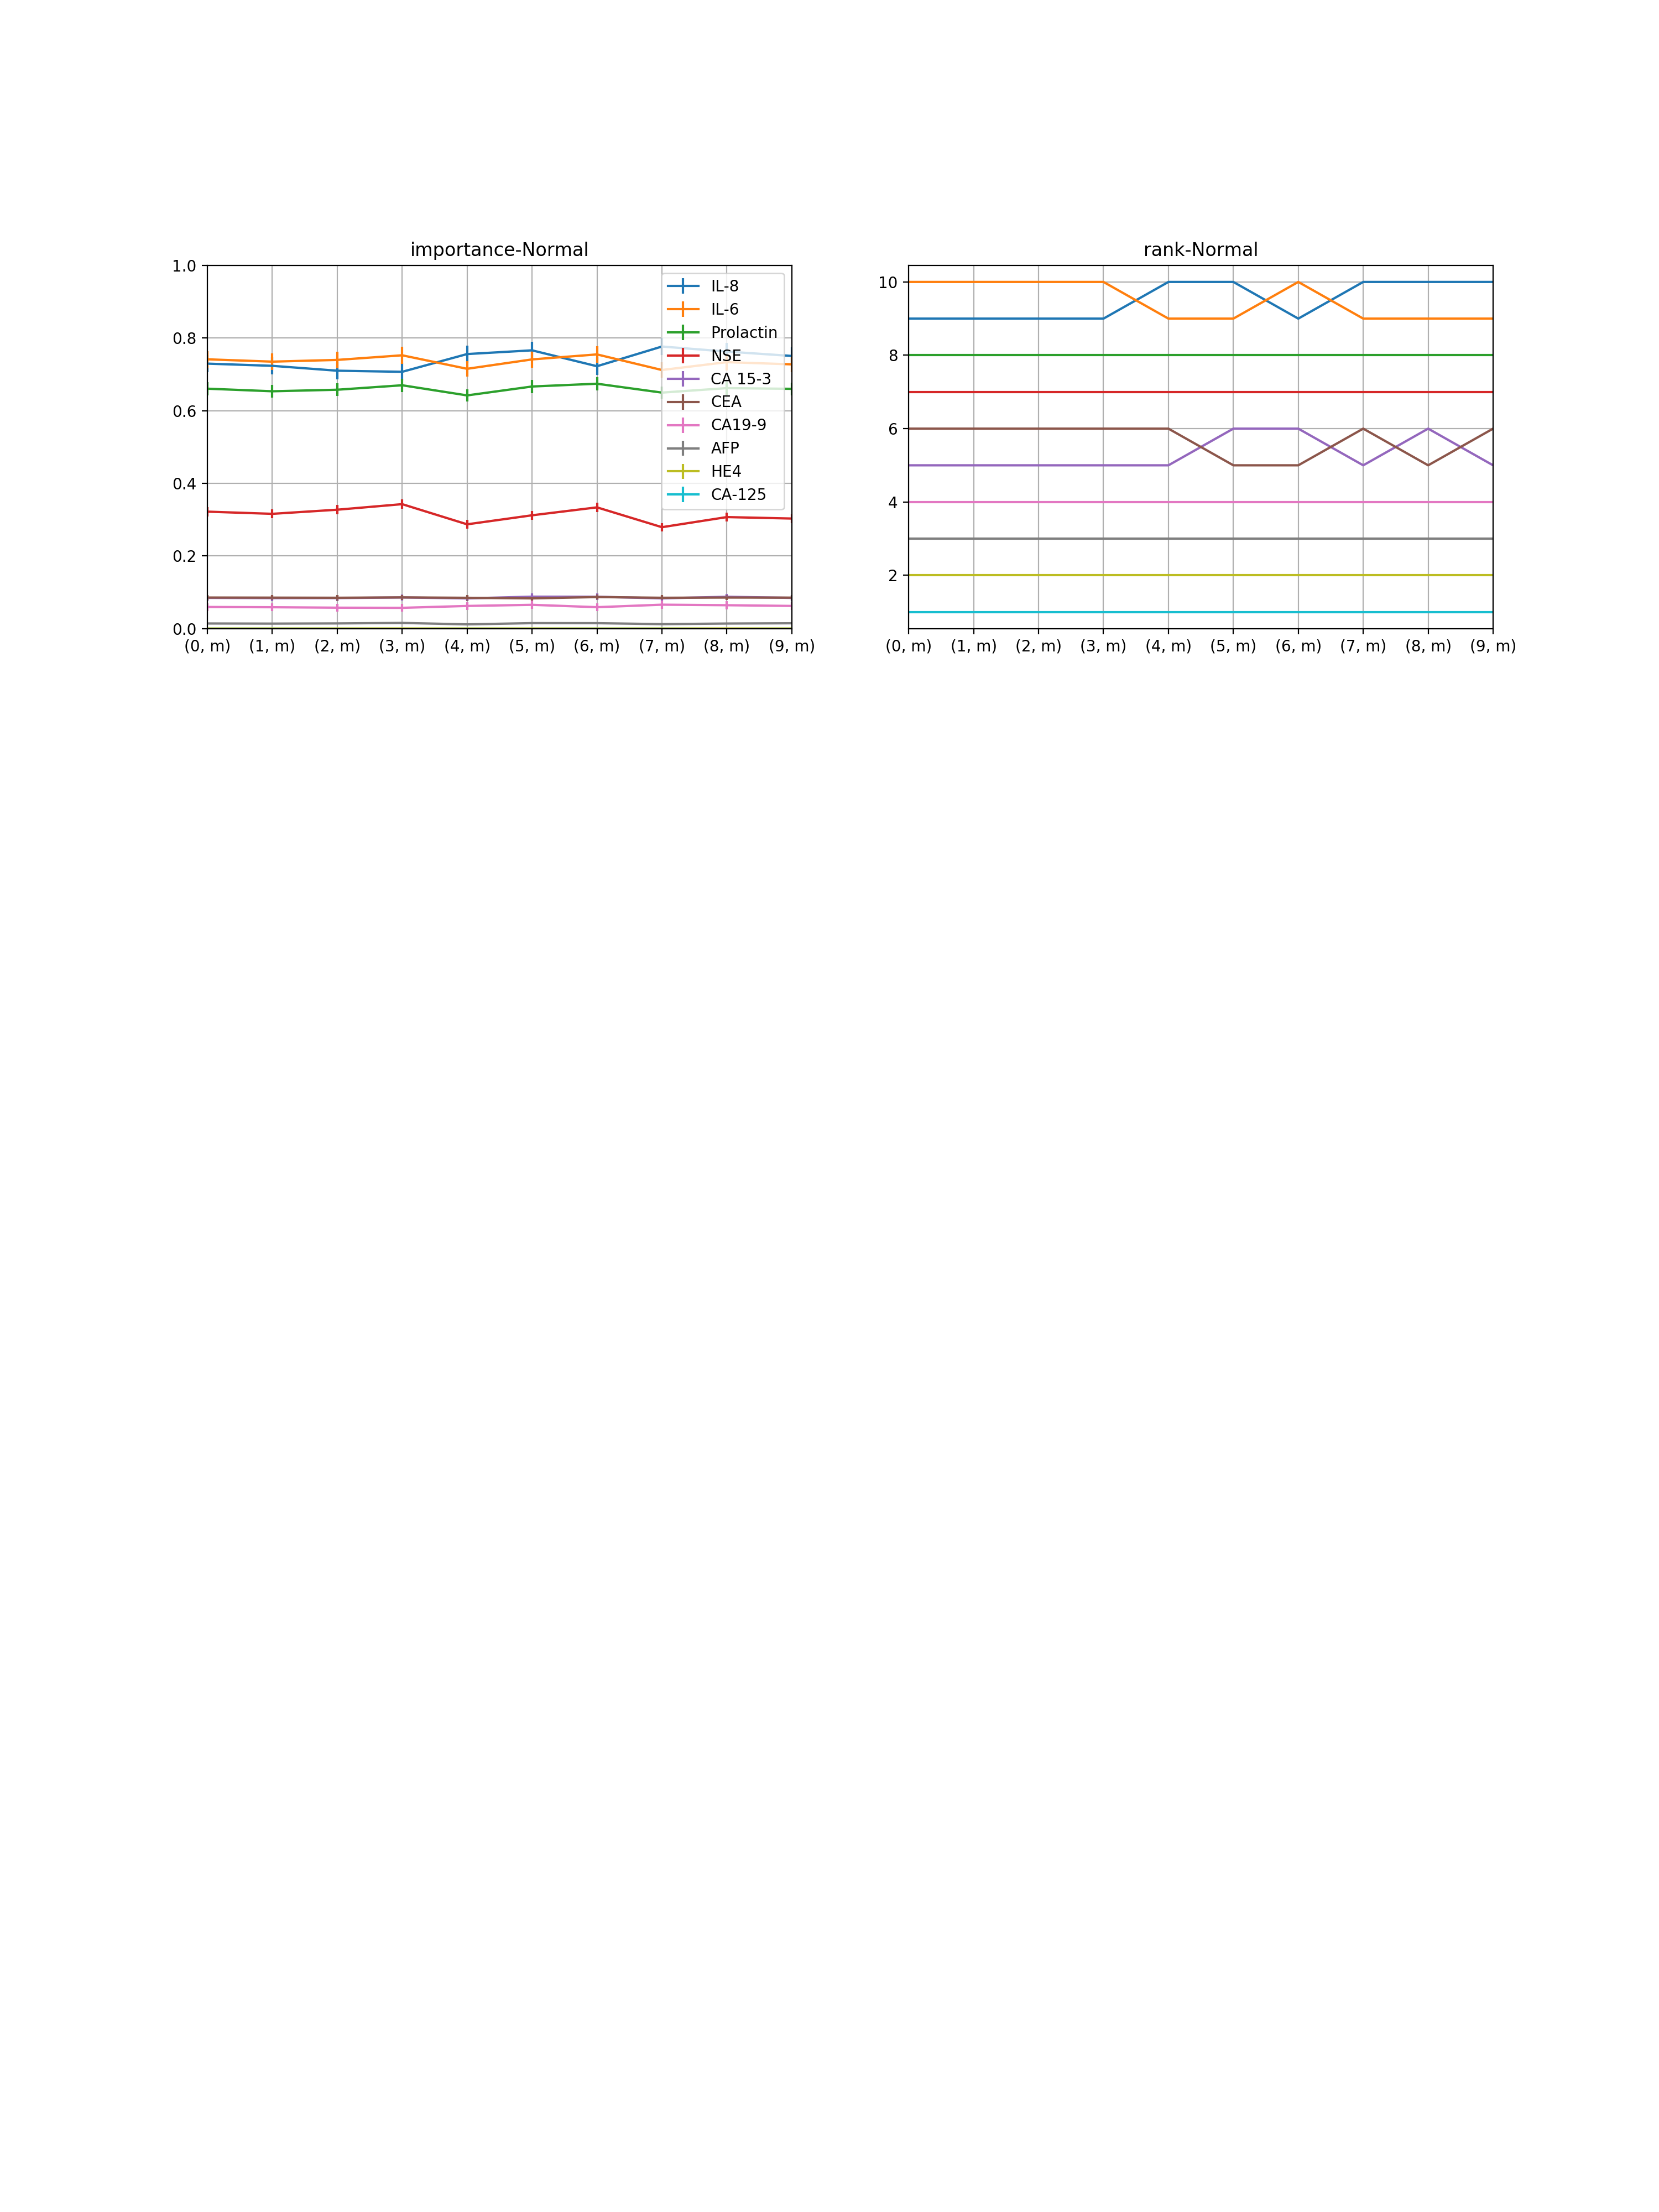 importance-Normal
1.0
0.8
0.6
0.4
0.2
0.0
(0, m) (1, m) (2, m) (3, m) (4, m) (5, m) (6, m) (7, m) (8, m) (9, m)
IL-8
IL-6
Prolactin
NSE
CA 15-3
CEA
CA19-9
AFP
HE4
CA-125
rank-Normal
10
8
6
4
2
(0, m) (1, m) (2, m) (3, m) (4, m) (5, m) (6, m) (7, m) (8, m) (9, m)